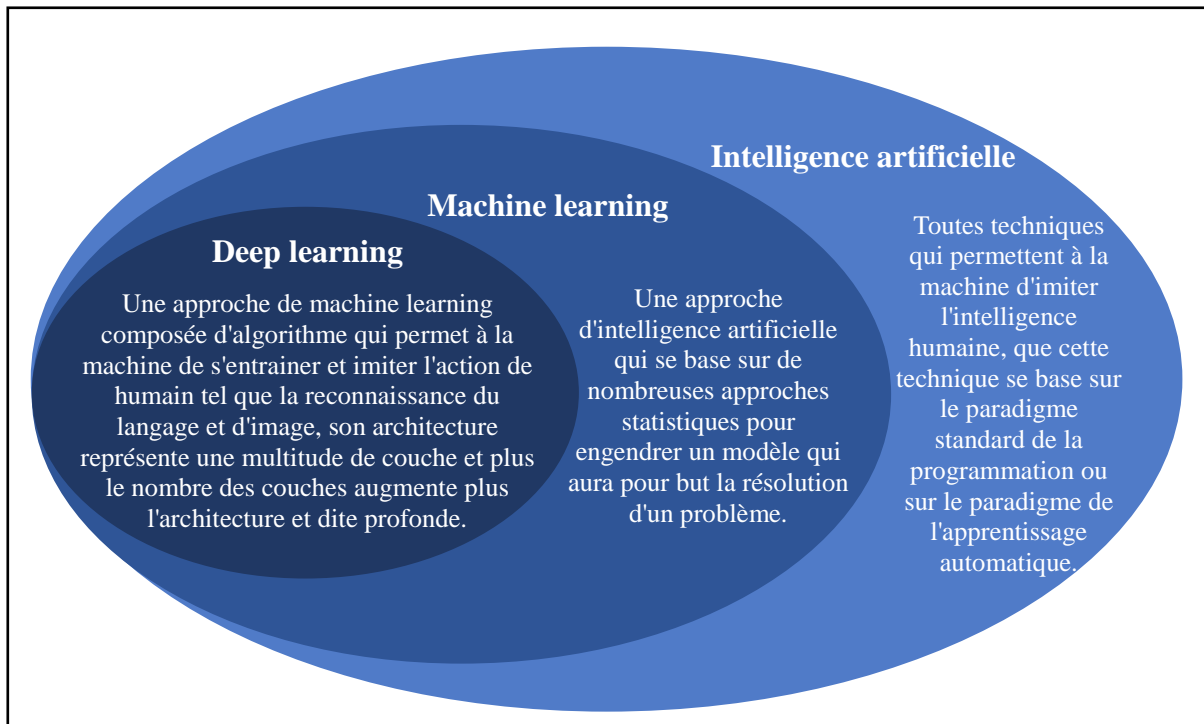 Intelligence artificielle
Toutes techniques
qui permettent à la
machine d'imiter
l'intelligence
humaine, que cette
technique se base sur
le paradigme
standard de la
programmation ou
sur le paradigme de
l'apprentissage
automatique.
Machine learning
Une approche
d'intelligence artificielle
qui se base sur de
nombreuses approches
statistiques pour
engendrer un modèle qui
aura pour but la résolution
d'un problème.
Deep learning
Une approche de machine learning
composée d'algorithme qui permet à la
machine de s'entrainer et imiter l'action de
humain tel que la reconnaissance du
langage et d'image, son architecture
représente une multitude de couche et plus
le nombre des couches augmente plus
l'architecture et dite profonde.